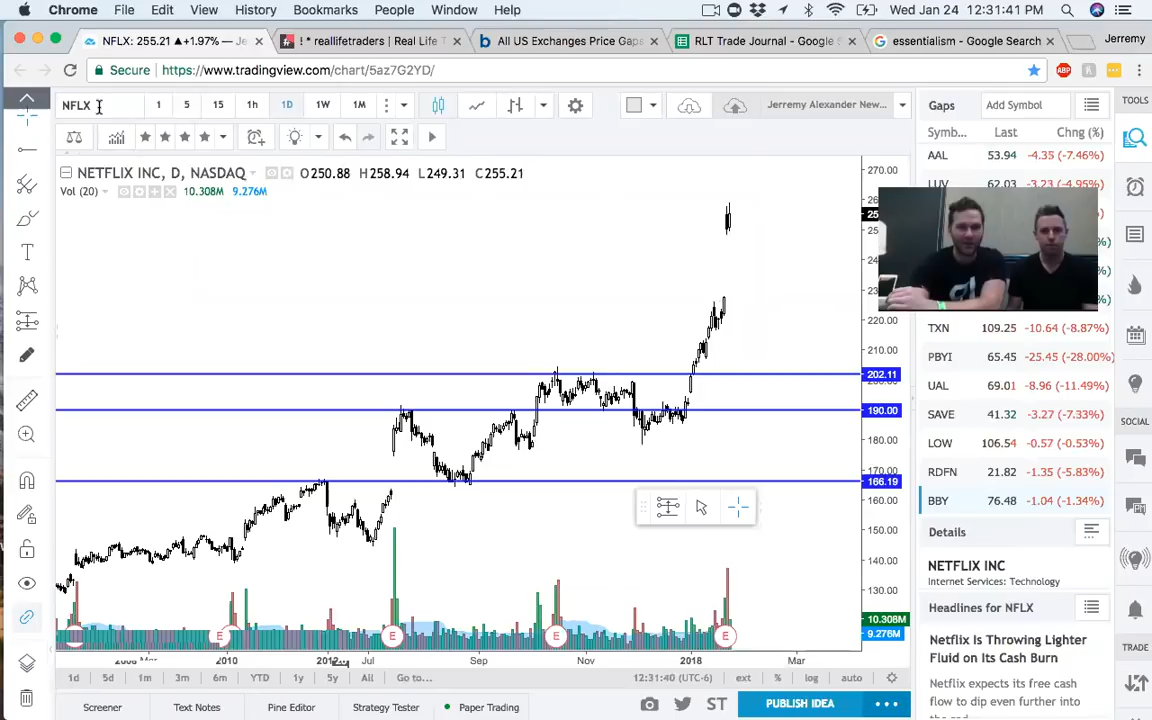 Chrome File Edit View History Bookmarks People Window Help Wed Jan 24 12:31:41 PM
NFLX: 255.21 ▲+1.97% — Je
! * reallifetraders | Real Life T
All US Exchanges Price Gaps
RLT Trade Journal - Google S
essentialism - Google Search
Jerremy
Secure https://www.tradingview.com/chart/5az7G2YD/
NFLX 1 5 15 1h 1D 1W 1M Jerremy Alexander New... Gaps Add Symbol TOOLS
Symb... Last Chng (%)
NETFLIX INC, D, NASDAQ O250.88 H258.94 L249.31 C255.21
Vol (20) 10.308M 9.276M
AAL 53.94 -4.35 (-7.46%)
LUV 62.03 -3.23 (-4.95%)
TXN 109.25 -10.64 (-8.87%)
PBYI 65.45 -25.45 (-28.00%)
UAL 69.01 -8.96 (-11.49%)
SAVE 41.32 -3.27 (-7.33%)
LOW 106.54 -0.57 (-0.53%)
RDFN 21.82 -1.35 (-5.83%)
BBY 76.48 -1.04 (-1.34%)
SOCIAL
270.00
220.00
210.00
202.11
190.00
180.00
170.00
166.19
160.00
150.00
140.00
130.00
10.308M
9.276M
Details
NETFLIX INC
Internet Services: Technology
Headlines for NFLX
Netflix Is Throwing Lighter
Fluid on Its Cash Burn
Netflix expects its free cash
flow to dip even further into
TRADE
E E E E
2010 2012 Jul Sep Nov 2018 Mar
1d 5d 1m 3m 6m YTD 1y 5y All Go to... 12:31:40 (UTC-6) ext % log auto
Screener Text Notes Pine Editor Strategy Tester Paper Trading ST PUBLISH IDEA